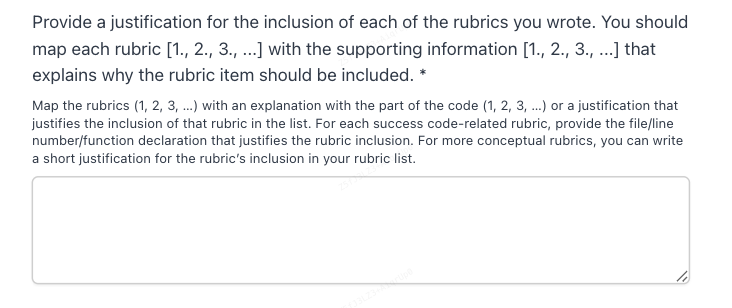 Provide a justification for the inclusion of each of the rubrics you wrote. You should
map each rubric [1., 2., 3., ...] with the supporting information [1., 2., 3., ...] that
explains why the rubric item should be included. *
Map the rubrics (1, 2, 3, ...) with an explanation with the part of the code (1, 2, 3, ...) or a justification that
justifies the inclusion of that rubric in the list. For each success code-related rubric, provide the file/line
number/function declaration that justifies the rubric inclusion. For more conceptual rubrics, you can write
a short justification for the rubric's inclusion in your rubric list.